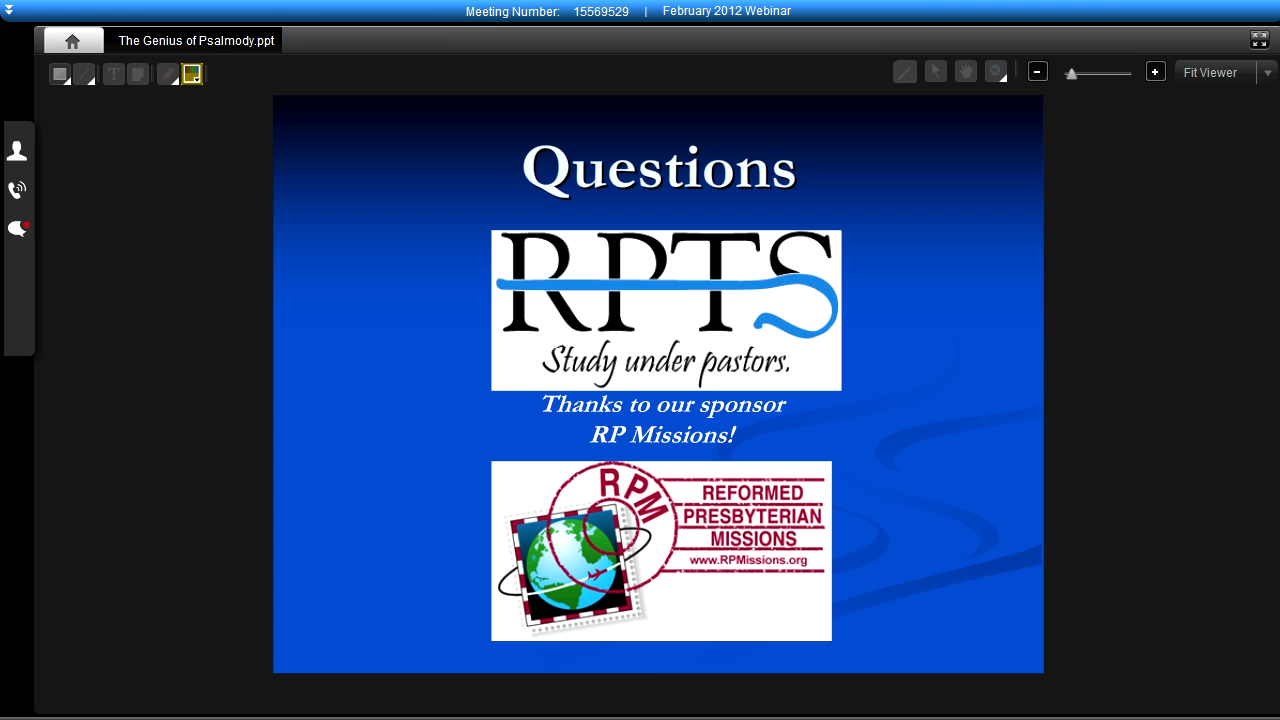 Meeting Number: 15569529 | February 2012 Webinar
The Genius of Psalmody.ppt
T
Fit Viewer
Questions
RPTS
Study under pastors.
Thanks to our sponsor
RP Missions!
RPM
REFORMED
PRESBYTERIAN
MISSIONS
www.RPMissions.org